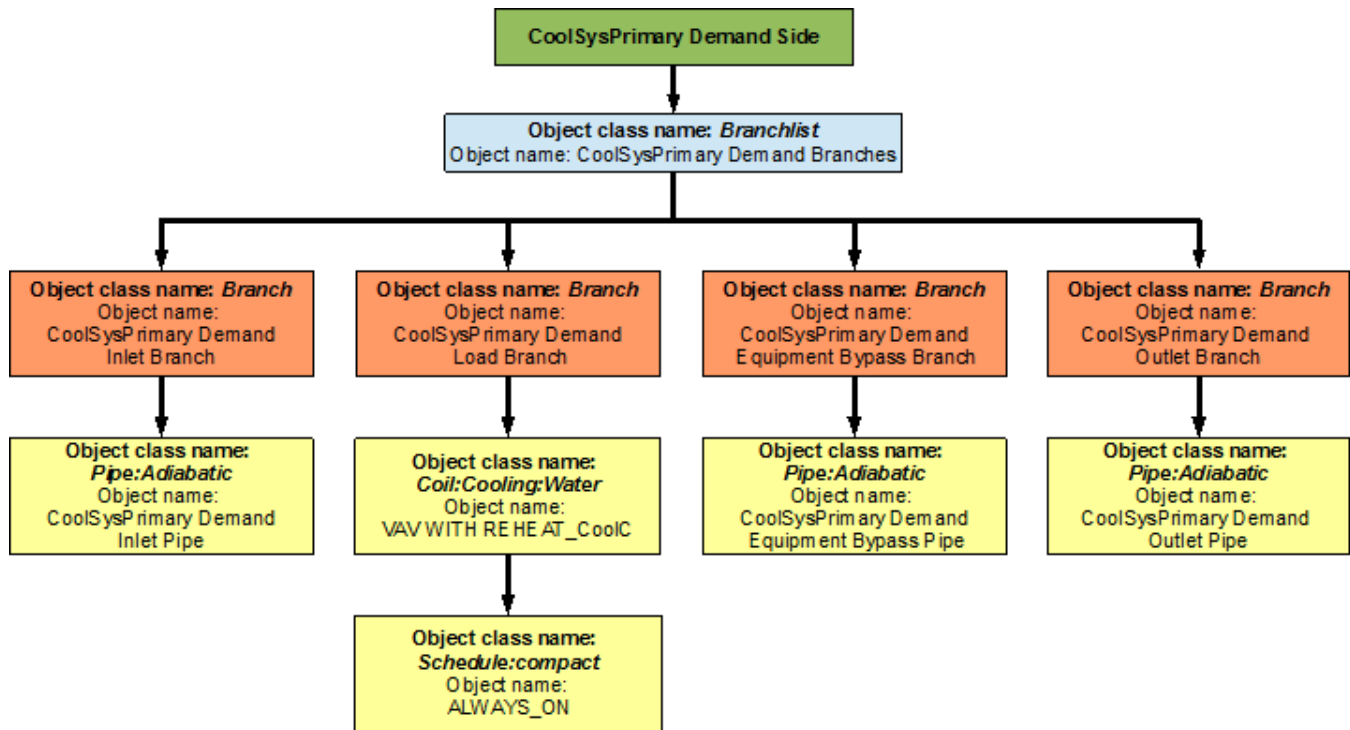 CoolSysPrimary Demand Side
Object class name: Branchlist
Object name: CoolSysPrimary Demand Branches
Object class name: Branch
Object name:
CoolSysPrimary Demand
Inlet Branch
Object class name: Branch
Object name:
CoolSysPrimary Demand
Load Branch
Object class name: Branch
Object name:
CoolSysPrimary Demand
Equipment Bypass Branch
Object class name: Branch
Object name:
CoolSysPrimary Demand
Outlet Branch
Object class name:
Pipe:Adiabatic
Object name:
CoolSysPrimary Demand
Inlet Pipe
Object class name:
Coil:Cooling:Water
Object name:
VAV WITH REHEAT_CoolC
Object class name:
Pipe:Adiabatic
Object name:
CoolSysPrimary Demand
Equipment Bypass Pipe
Object class name:
Pipe:Adiabatic
Object name:
CoolSysPrimary Demand
Outlet Pipe
Object class name:
Schedule:compact
Object name:
ALWAYS_ON